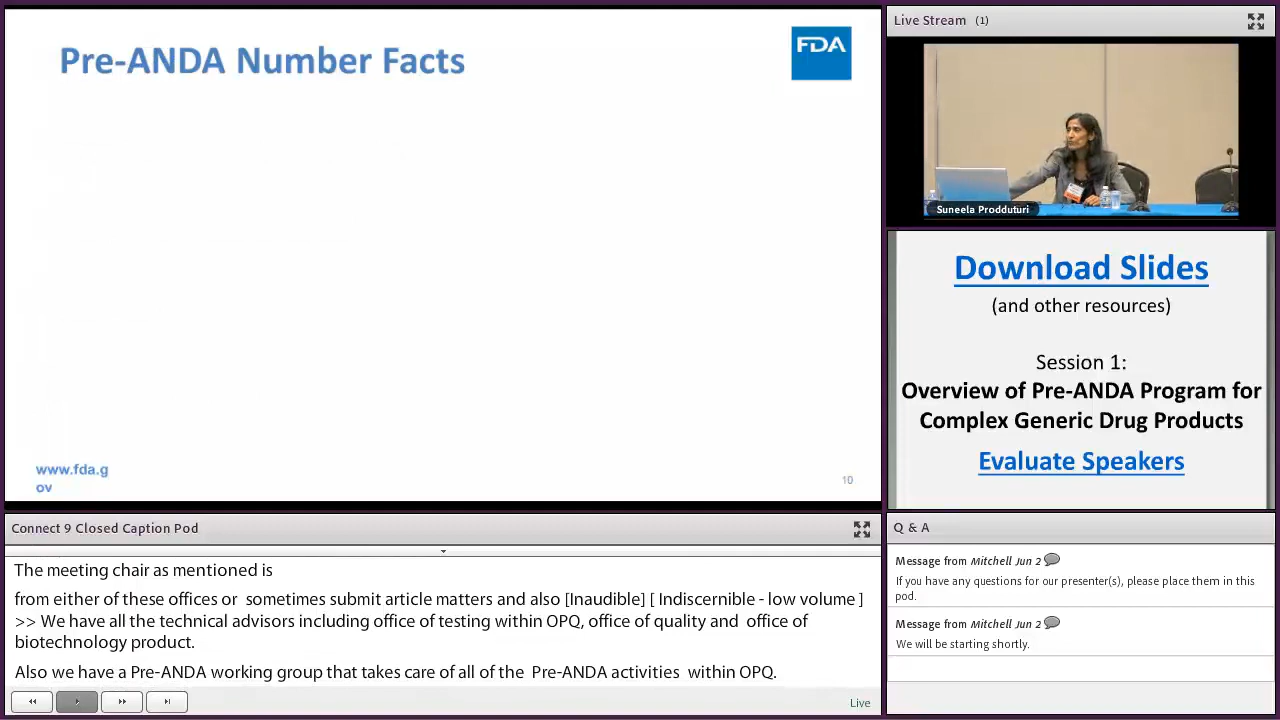 Pre-ANDA Number Facts
FDA
www.fda.g
ov
10
Live Stream (1)
Suneela Prodduturi
Download Slides
(and other resources)
Session 1:
Overview of Pre-ANDA Program for
Complex Generic Drug Products
Evaluate Speakers
Connect 9 Closed Caption Pod
The meeting chair as mentioned is
from either of these offices or sometimes submit article matters and also [Inaudible] [ Indiscernible - low volume ]
>> We have all the technical advisors including office of testing within OPQ, office of quality and office of
biotechnology product.
Also we have a Pre-ANDA working group that takes care of all of the Pre-ANDA activities within OPQ.
Live
Q & A
Message from Mitchell Jun 2
If you have any questions for our presenter(s), please place them in this
pod.
Message from Mitchell Jun 2
We will be starting shortly.